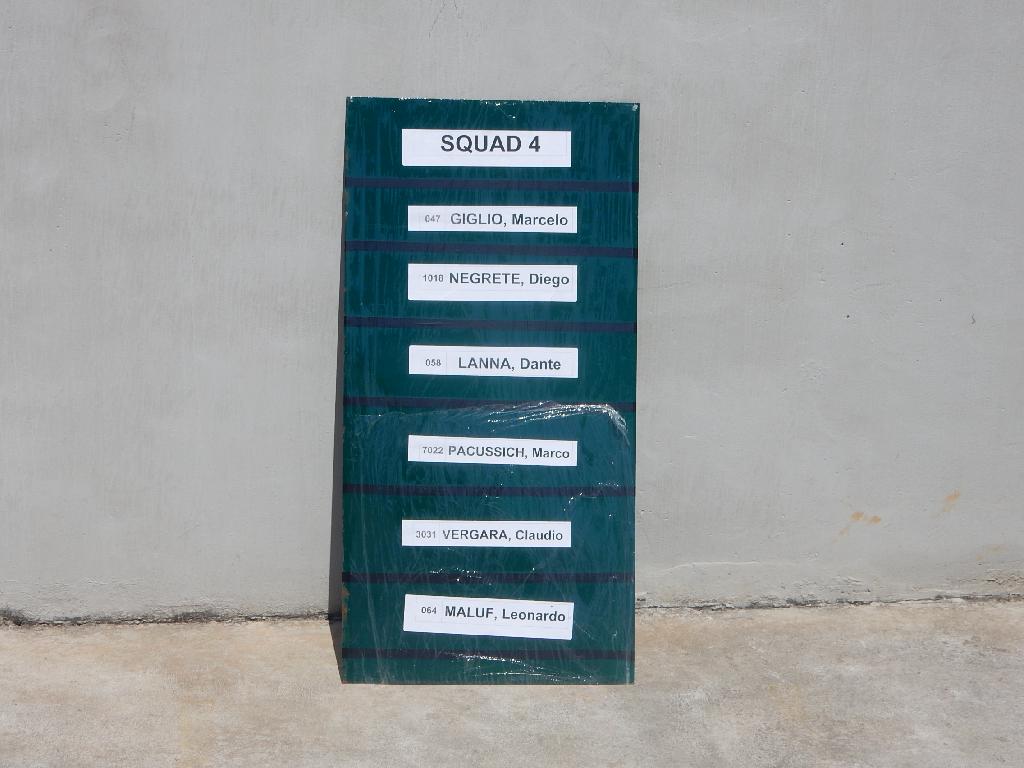 SQUAD 4
047 GIGLIO, Marcelo
1018 NEGRETE, Diego
058 LANNA, Dante
7022 PACUSSICH, Marco
3031 VERGARA, Claudio
064 MALUF, Leonardo